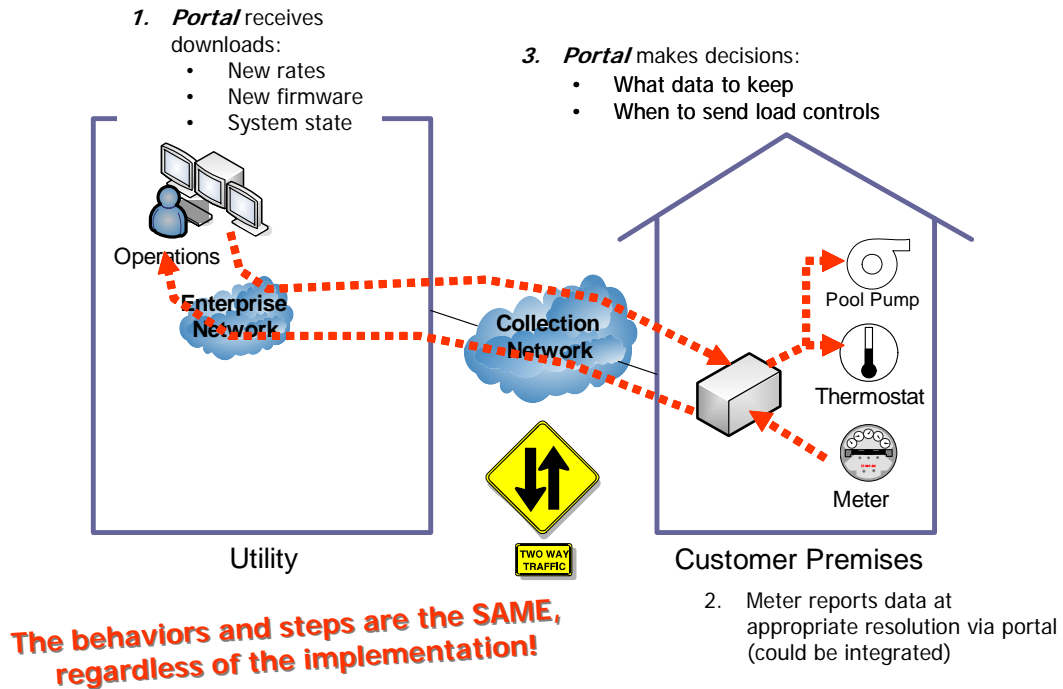 1. Portal receives
downloads:
• New rates
• New firmware
• System state
3. Portal makes decisions:
• What data to keep
• When to send load controls
Operations
Enterprise
Network
Collection
Network
Pool Pump
Thermostat
Meter
TWO WAY
TRAFFIC
Utility
Customer Premises
2. Meter reports data at
appropriate resolution via portal
(could be integrated)
The behaviors and steps are the SAME,
regardless of the implementation!